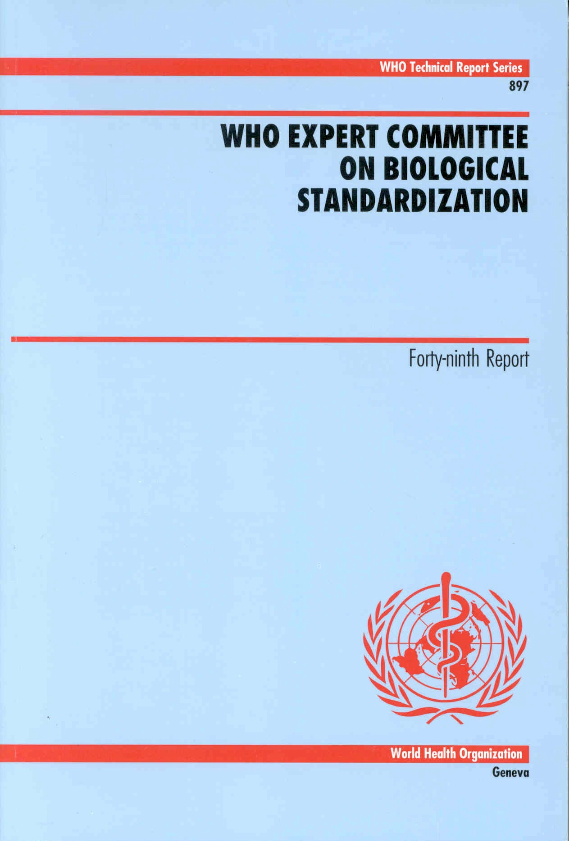 WHO Technical Report Series
897
WHO EXPERT COMMITTEE
ON BIOLOGICAL
STANDARDIZATION
Forty-ninth Report
World Health Organization
Geneva